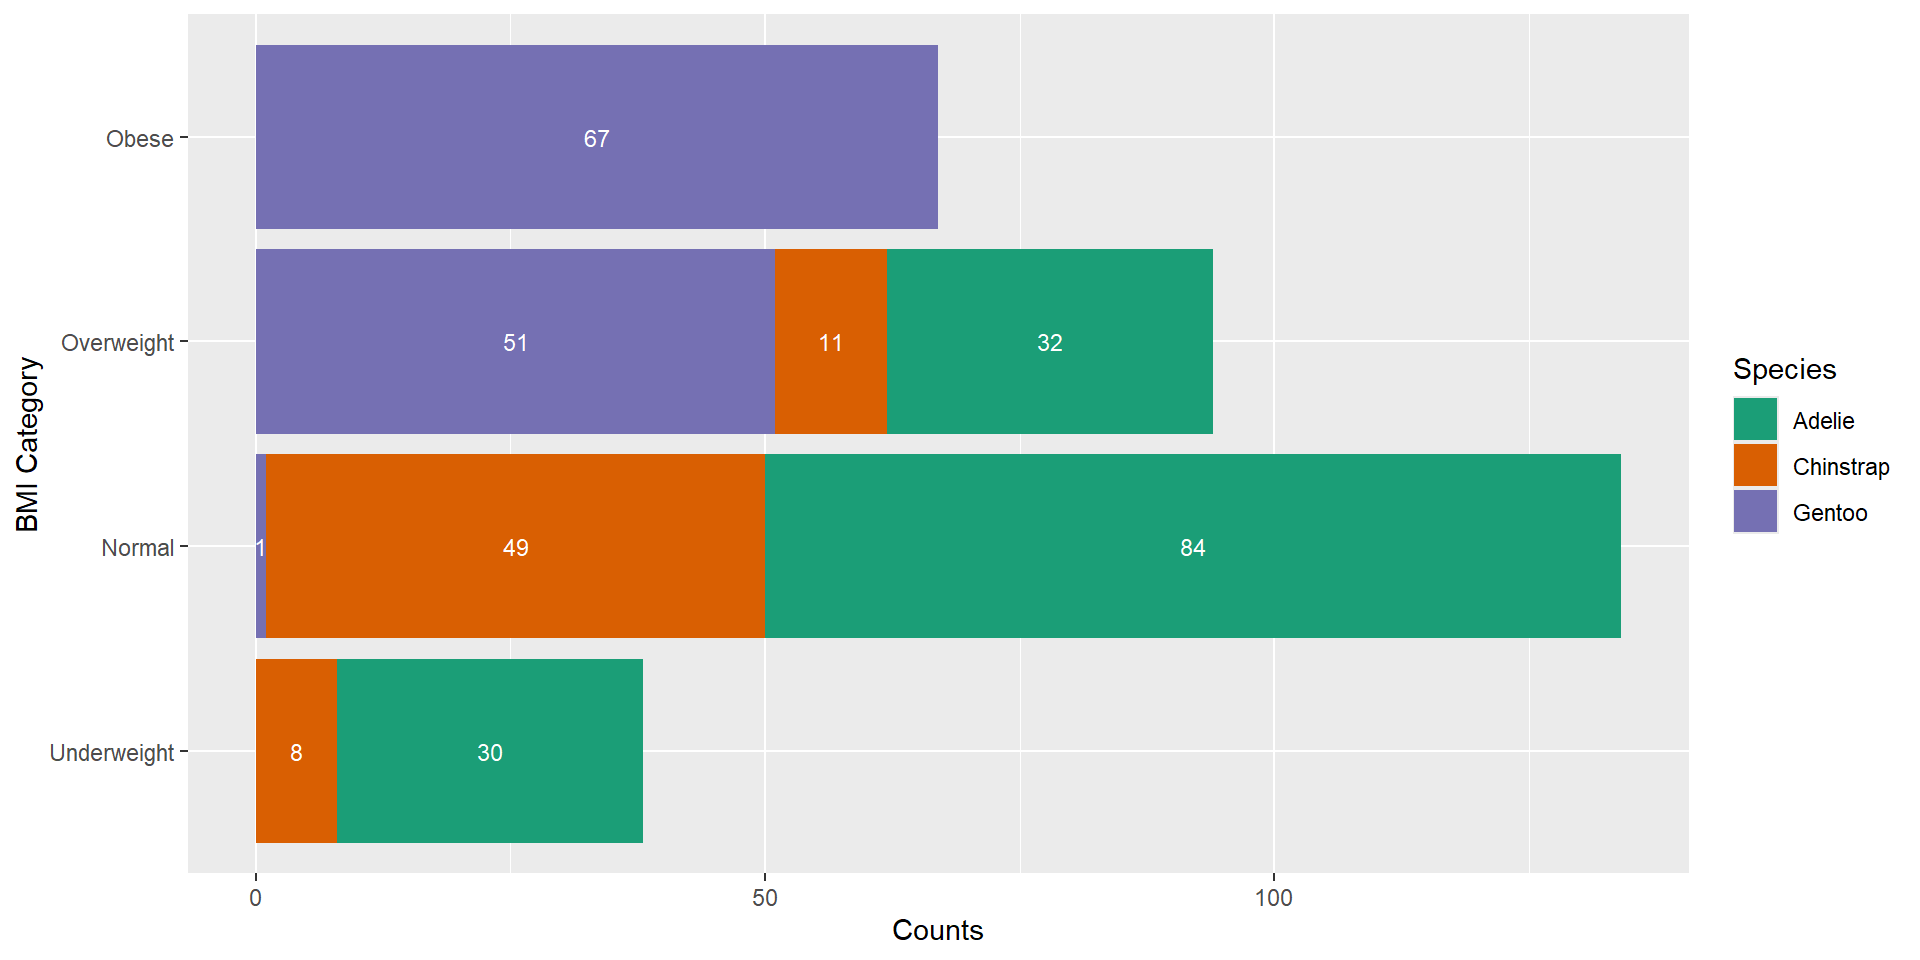 Obese
67
Overweight
51
11
32
Normal
1
49
84
Underweight
8
30
0
50
100
Counts
BMI Category
Species
Adelie
Chinstrap
Gentoo